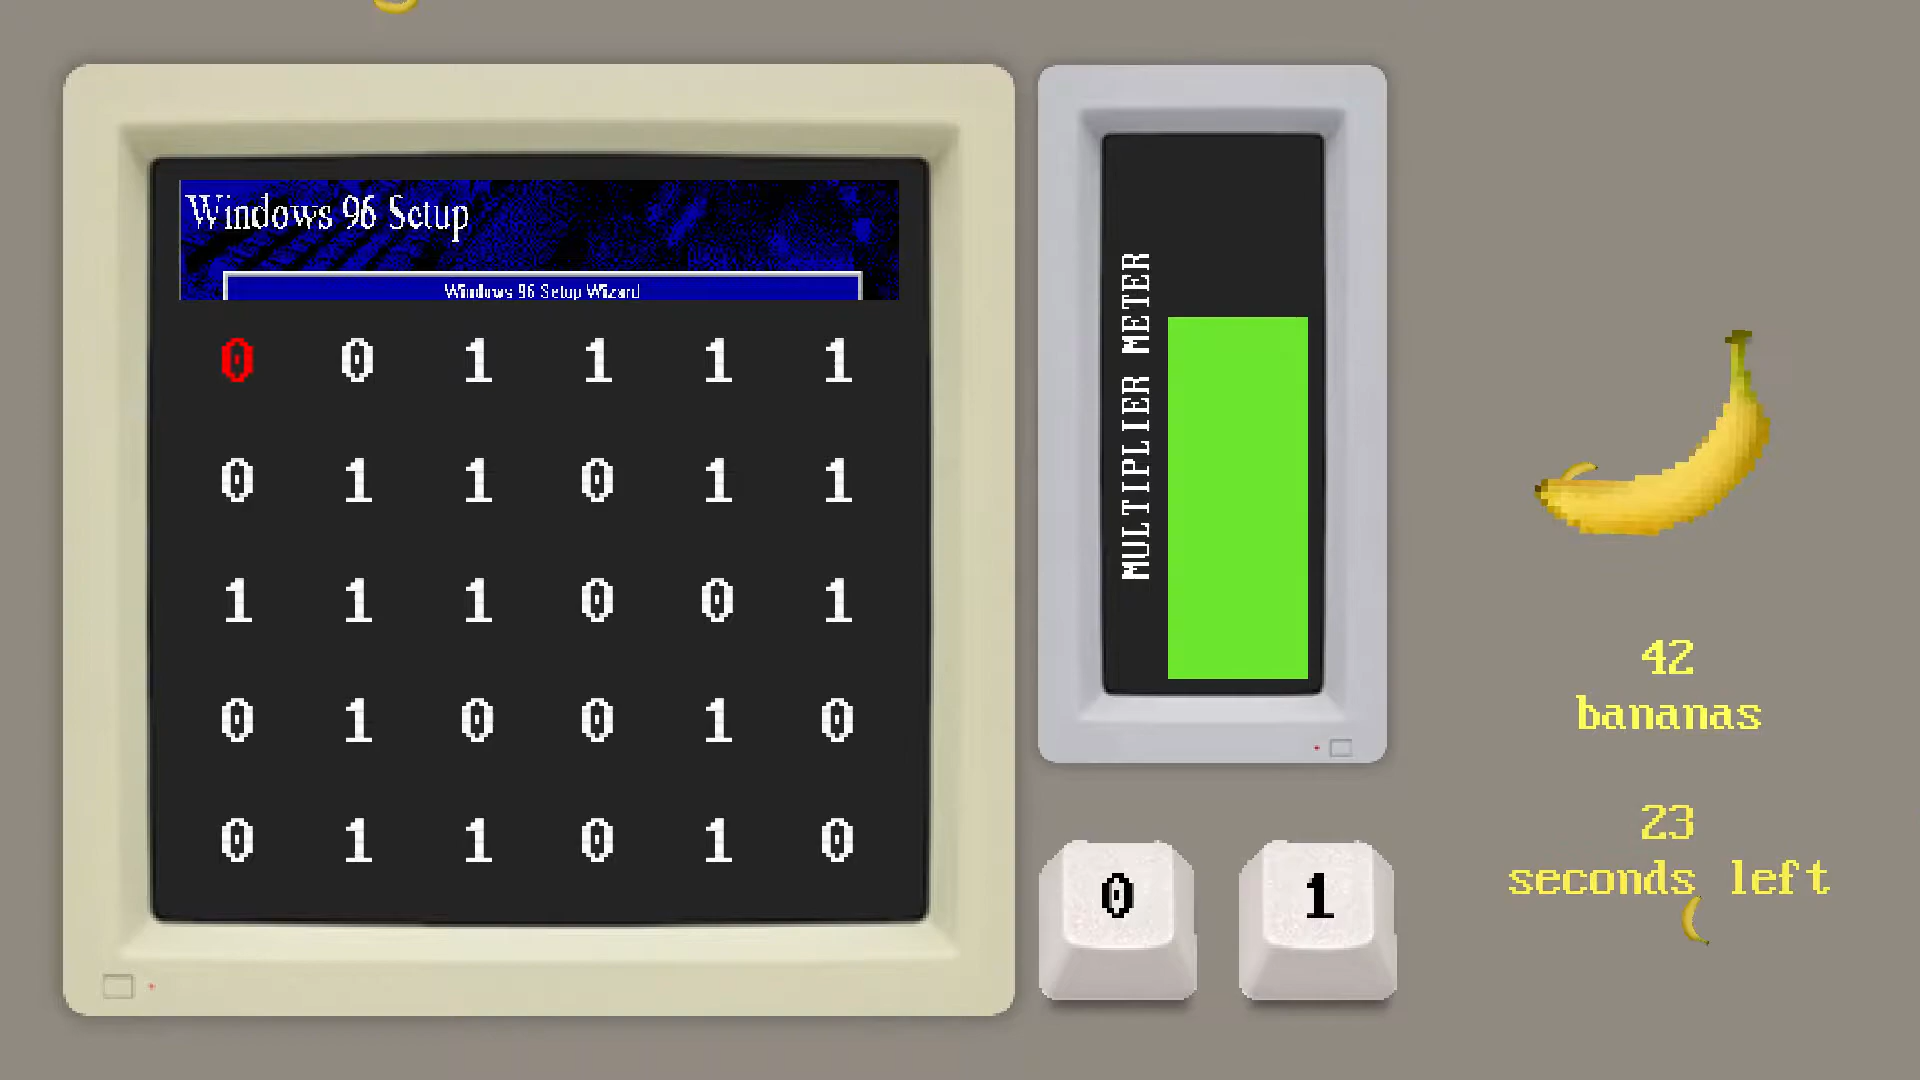 Windows 96 Setup
Windows 96 Setup Wizard
0 0 1 1 1 1
0 1 1 0 1 1
1 1 1 0 0 1
0 1 0 0 1 0
0 1 1 0 1 0
MULTIPLIER METER
0
1
42
bananas
23
seconds left